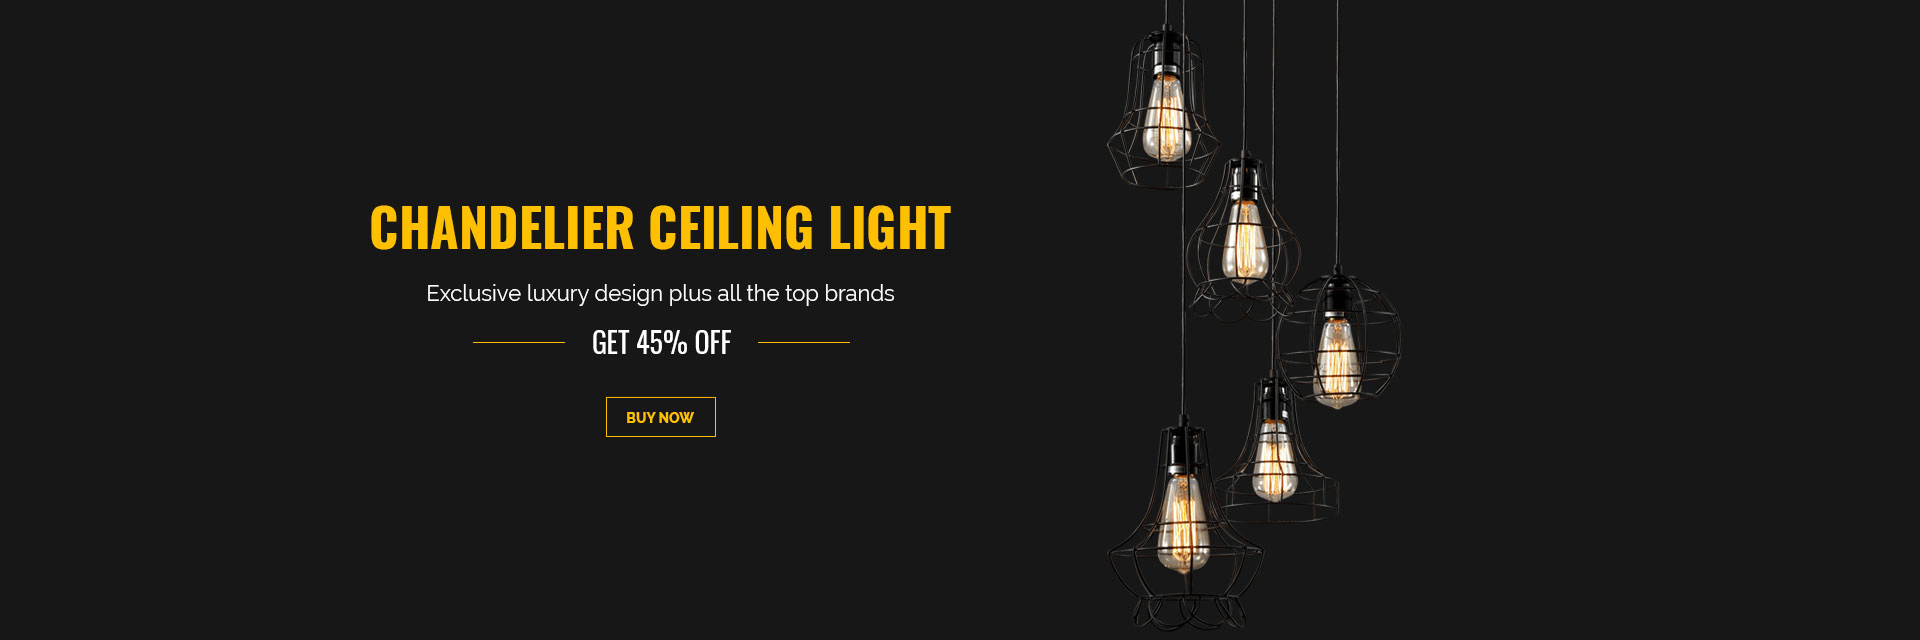 CHANDELIER CEILING LIGHT
Exclusive luxury design plus all the top brands
GET 45% OFF
BUY NOW